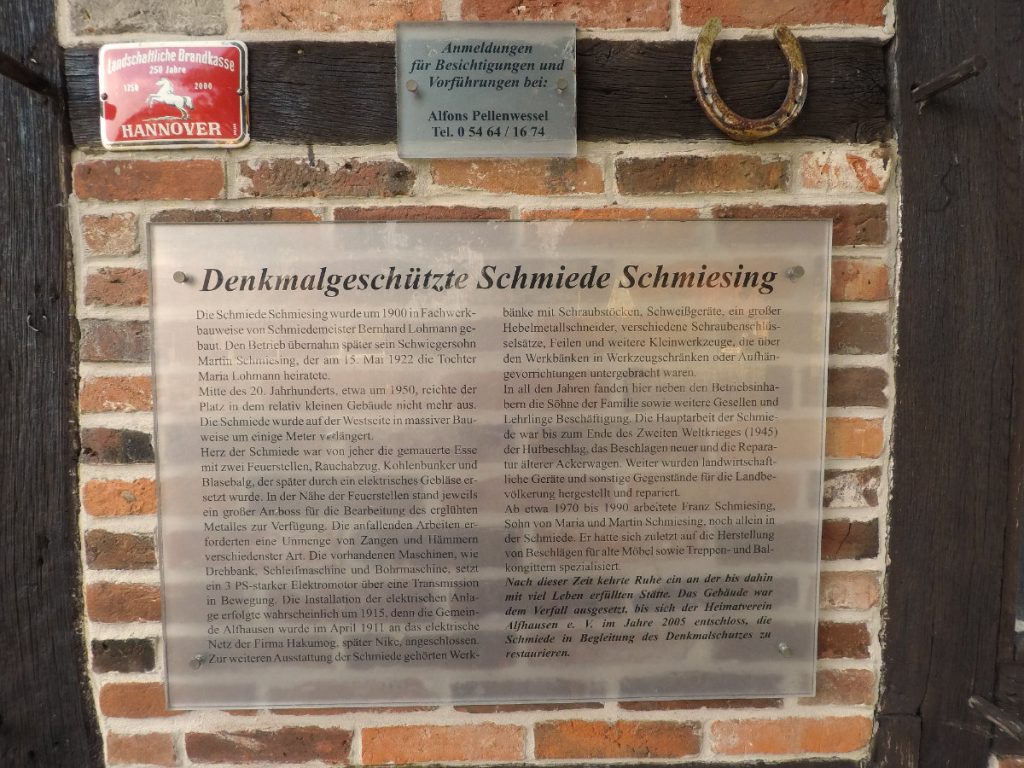 Landschaftliche Brandkasse
250 Jahre
1750 2000
HANNOVER
Anmeldungen
für Besichtigungen und
Vorführungen bei:
Alfons Pellenwessel
Tel. 0 54 64 / 16 74
Denkmalgeschützte Schmiede Schmiesing
Die Schmiede Schmiesing wurde um 1900 in Fachwerk-
bauweise von Schmiedemeister Bernhard Lohmann ge-
baut. Den Betrieb übernahm später sein Schwiegersohn
Martin Schmiesing, der am 15. Mai 1922 die Tochter
Maria Lohmann heiratete.
Mitte des 20. Jahrhunderts, etwa um 1950, reichte der
Platz in dem relativ kleinen Gebäude nicht mehr aus.
Die Schmiede wurde auf der Westseite in massiver Bau-
weise um einige Meter verlängert.
Herz der Schmiede war von jeher die gemauerte Esse
mit zwei Feuerstellen, Rauchabzug, Kohlenbunker und
Blasebalg, der später durch ein elektrisches Gebläse er-
setzt wurde. In der Nähe der Feuerstellen stand jeweils
ein großer Amboss für die Bearbeitung des erglühten
Metalles zur Verfügung. Die anfallenden Arbeiten er-
forderten eine Unmenge von Zangen und Hämmern
verschiedenster Art. Die vorhandenen Maschinen, wie
Drehbank, Schleifmaschine und Bohrmaschine, setzt
ein 3 PS-starker Elektromotor über eine Transmission
in Bewegung. Die Installation der elektrischen Anla-
ge erfolgte wahrscheinlich um 1915, denn die Gemein-
de Alfhausen wurde im April 1911 an das elektrische
Netz der Firma Hakumog, später Nike, angeschlossen.
Zur weiteren Ausstattung der Schmiede gehörten Werk-
bänke mit Schraubstöcken, Schweißgeräte, ein großer
Hebelmetallschneider, verschiedene Schraubenschlüs-
selsätze, Feilen und weitere Kleinwerkzeuge, die über
den Werkbänken in Werkzeugschränken oder Aufhän-
gevorrichtungen untergebracht waren.
In all den Jahren fanden hier neben den Betriebsinha-
bern die Söhne der Familie sowie weitere Gesellen und
Lehrlinge Beschäftigung. Die Hauptarbeit der Schmie-
de war bis zum Ende des Zweiten Weltkrieges (1945)
der Hufbeschlag, das Beschlagen neuer und die Repara-
tur älterer Ackerwagen. Weiter wurden landwirtschaft-
liche Geräte und sonstige Gegenstände für die Landbe-
völkerung hergestellt und repariert.
Ab etwa 1970 bis 1990 arbeitete Franz Schmiesing,
Sohn von Maria und Martin Schmiesing, noch allein in
der Schmiede. Er hatte sich zuletzt auf die Herstellung
von Beschlägen für alte Möbel sowie Treppen- und Bal-
kongittern spezialisiert.
Nach dieser Zeit kehrte Ruhe ein an der bis dahin
mit viel Leben erfüllten Stätte. Das Gebäude war
dem Verfall ausgesetzt, bis sich der Heimatverein
Alfhausen e. V. im Jahre 2005 entschloss, die
Schmiede in Begleitung des Denkmalschutzes zu
restaurieren.